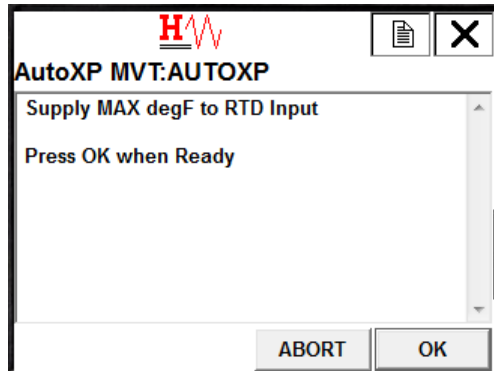 H
AutoXP MVT:AUTOXP
Supply MAX degF to RTD Input
Press OK when Ready
ABORT
OK